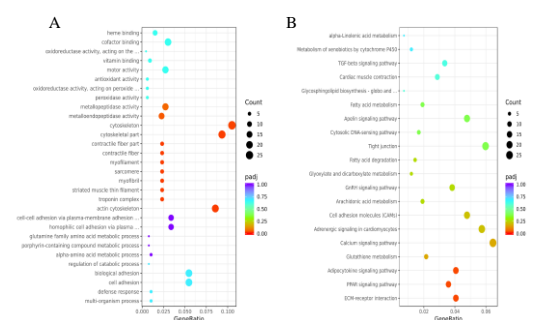 A
heme binding
cofactor binding
oxidoreductase activity, acting on the ...
vitamin binding
motor activity
antioxidant activity
oxidoreductase activity, acting on peroxide ...
peroxidase activity
metallopeptidase activity
metalloendopeptidase activity
cytoskeleton
cytoskeletal part
contractile fiber part
contractile fiber
myofilament
sarcomere
myofibril
striated muscle thin filament
troponin complex
actin cytoskeleton
cell-cell adhesion via plasma-membrane adhesion ...
homophilic cell adhesion via plasma ...
glutamine family amino acid metabolic process
porphyrin-containing compound metabolic process
alpha-amino acid metabolic process
regulation of catabolic process
biological adhesion
cell adhesion
defense response
multi-organism process
0.000 0.025 0.050 0.075 0.100
GeneRatio
Count
5
10
15
20
25
padj
1.00
0.75
0.50
0.25
0.00
B
alpha-Linolenic acid metabolism
Metabolism of xenobiotics by cytochrome P450
TGF-beta signaling pathway
Cardiac muscle contraction
Glycosphingolipid biosynthesis - globo and ...
Fatty acid metabolism
Apelin signaling pathway
Cytosolic DNA-sensing pathway
Tight junction
Fatty acid degradation
Glyoxylate and dicarboxylate metabolism
GnRH signaling pathway
Arachidonic acid metabolism
Cell adhesion molecules (CAMs)
Adrenergic signaling in cardiomyocytes
Calcium signaling pathway
Glutathione metabolism
Adipocytokine signaling pathway
PPAR signaling pathway
ECM-receptor interaction
0.02 0.04 0.06
GeneRatio
Count
5
10
15
20
25
padj
1.00
0.75
0.50
0.25
0.00